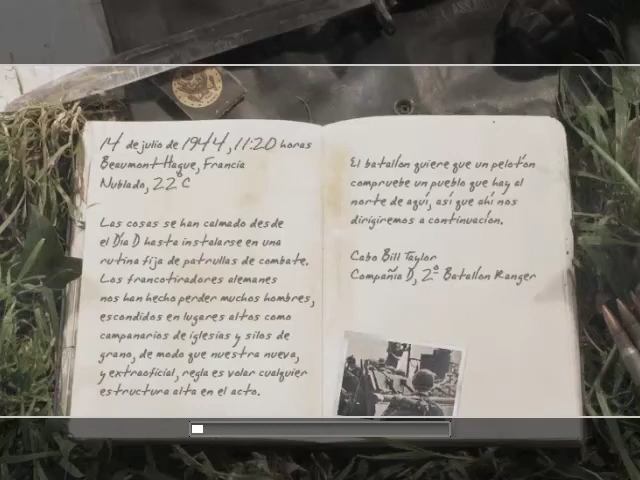 14 de julio de 1944, 11:20 horas
Beaumont-Hague, Francia
Nublado, 22°C
Las cosas se han calmado desde
el Día D hasta instalarse en una
rutina fija de patrullas de combate.
Los francotiradores alemanes
nos han hecho perder muchos hombres,
escondidos en lugares altos como
campanarios de iglesias y silos de
grano, de modo que nuestra nueva,
y extraoficial, regla es volar cualquier
estructura alta en el acto.
El batallón quiere que un pelotón
compruebe un pueblo que hay al
norte de aquí, así que ahí nos
dirigiremos a continuación.
Cabo Bill Taylor
Compañía D, 2º Batallón Ranger